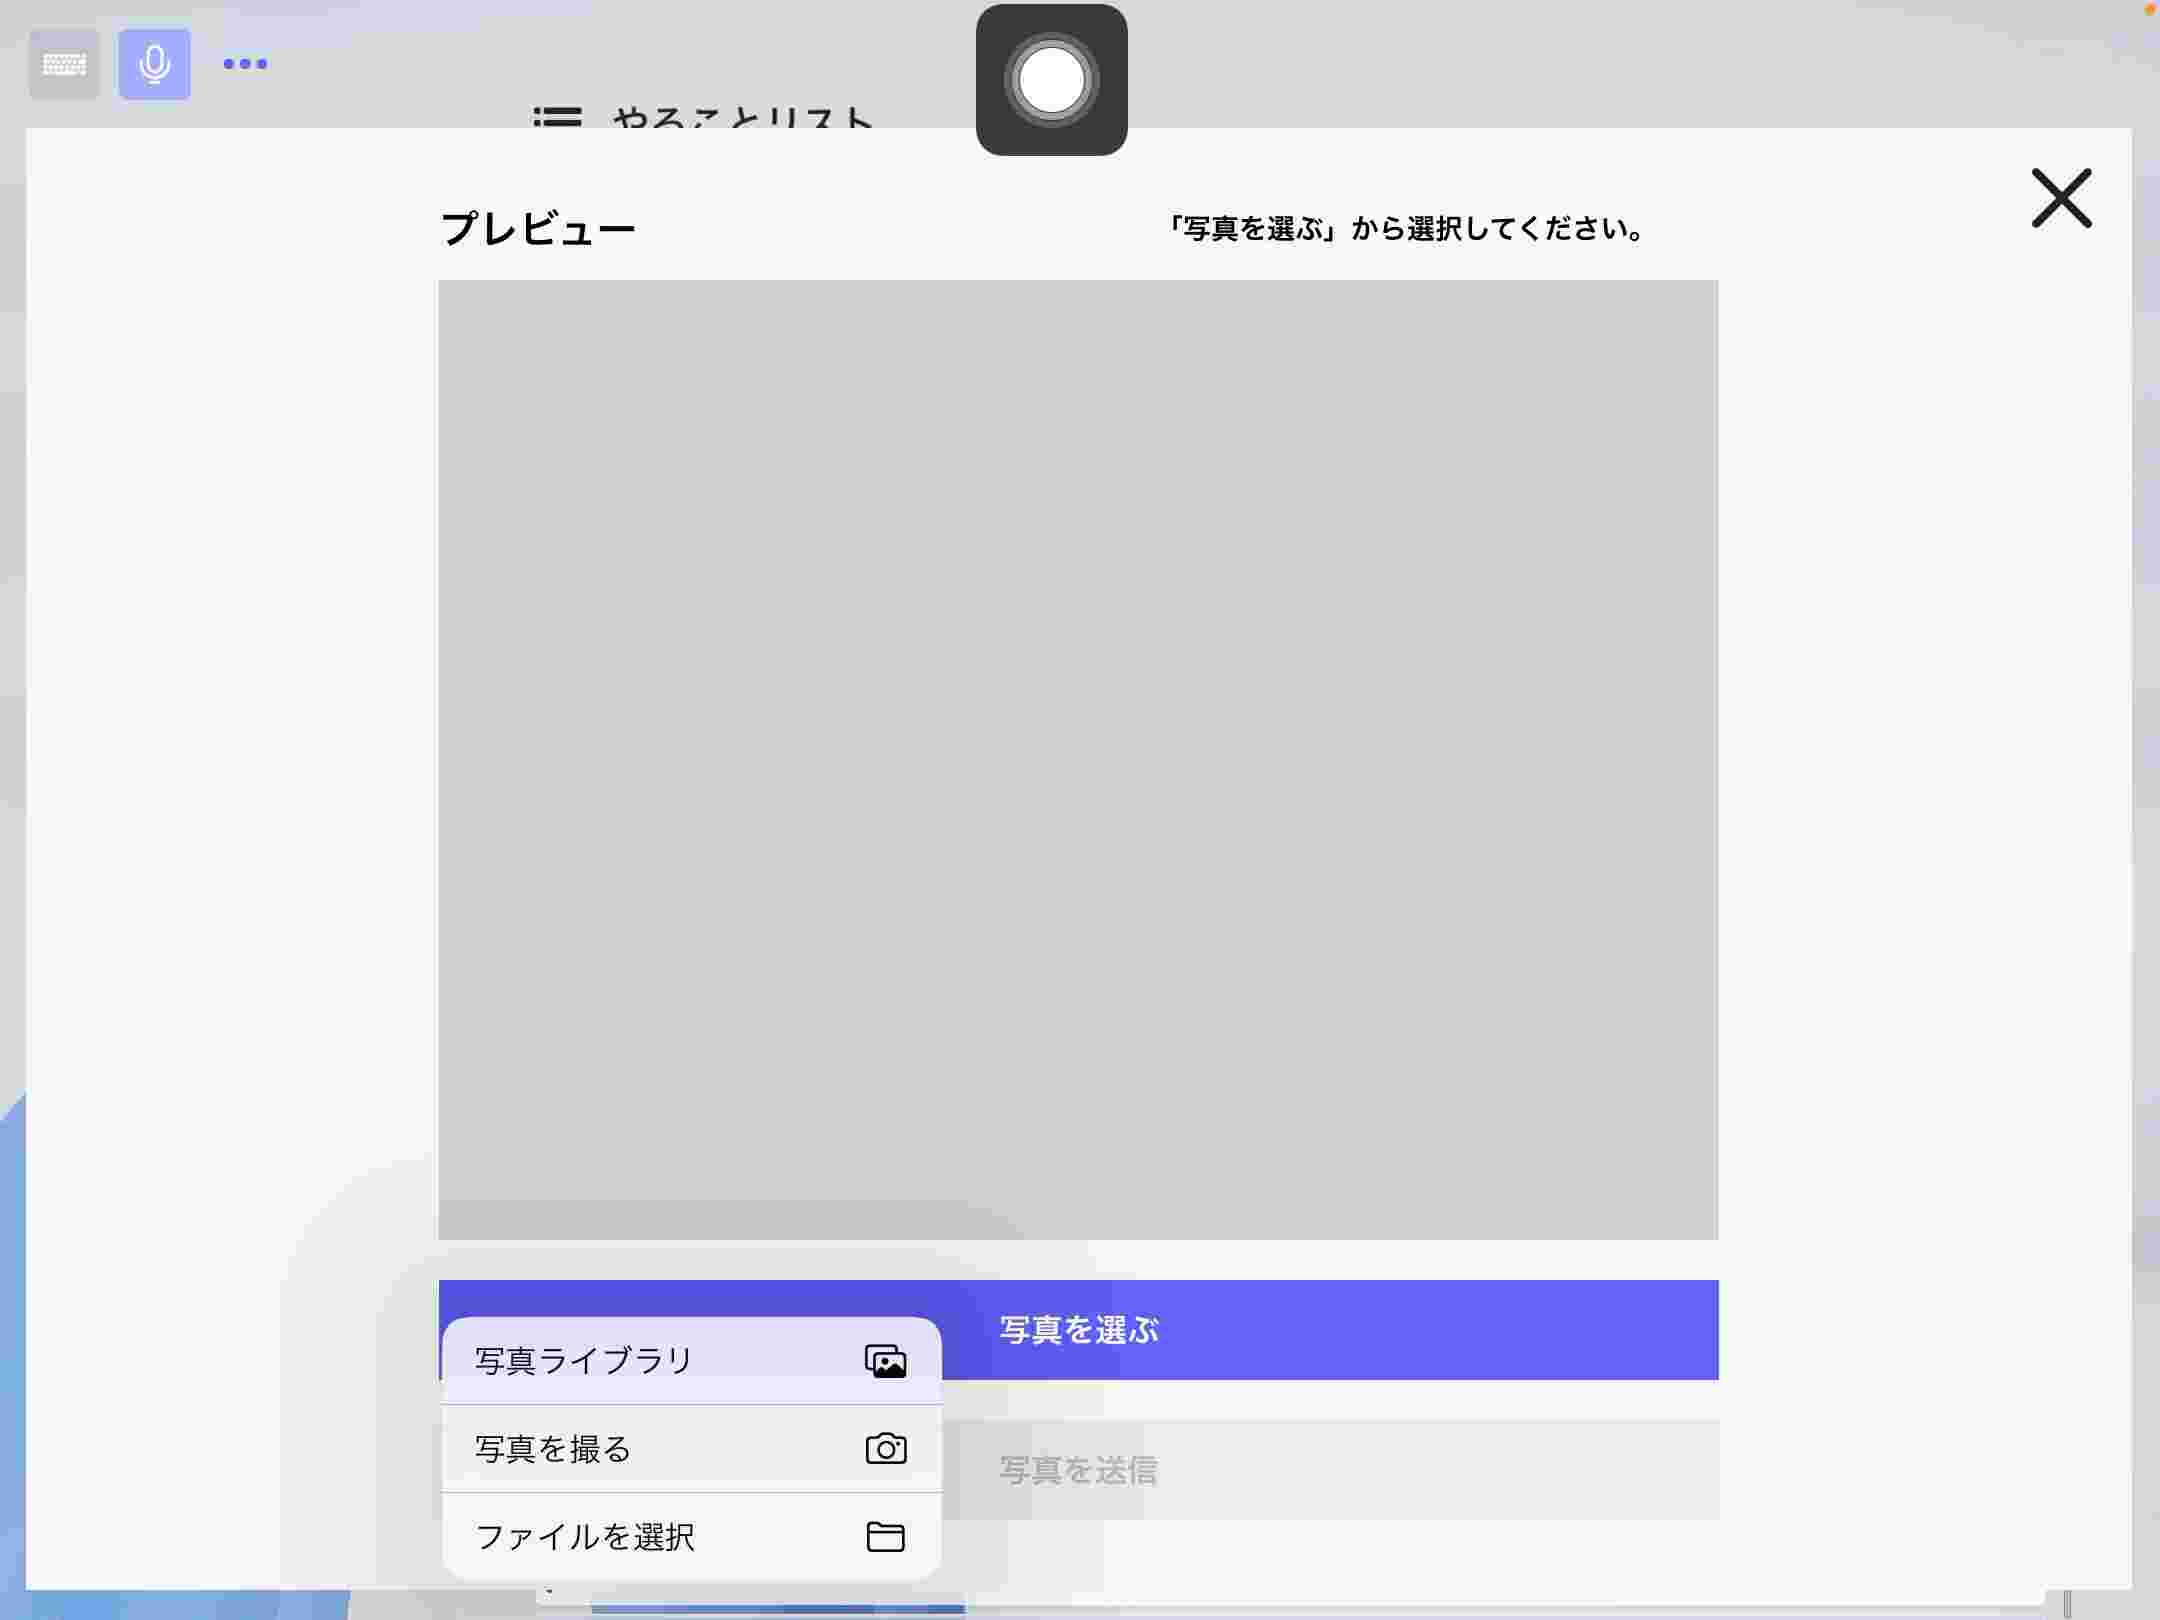 やることリスト
プレビュー
「写真を選ぶ」から選択してください。
写真を選ぶ
写真ライブラリ
写真を撮る
写真を送信
ファイルを選択